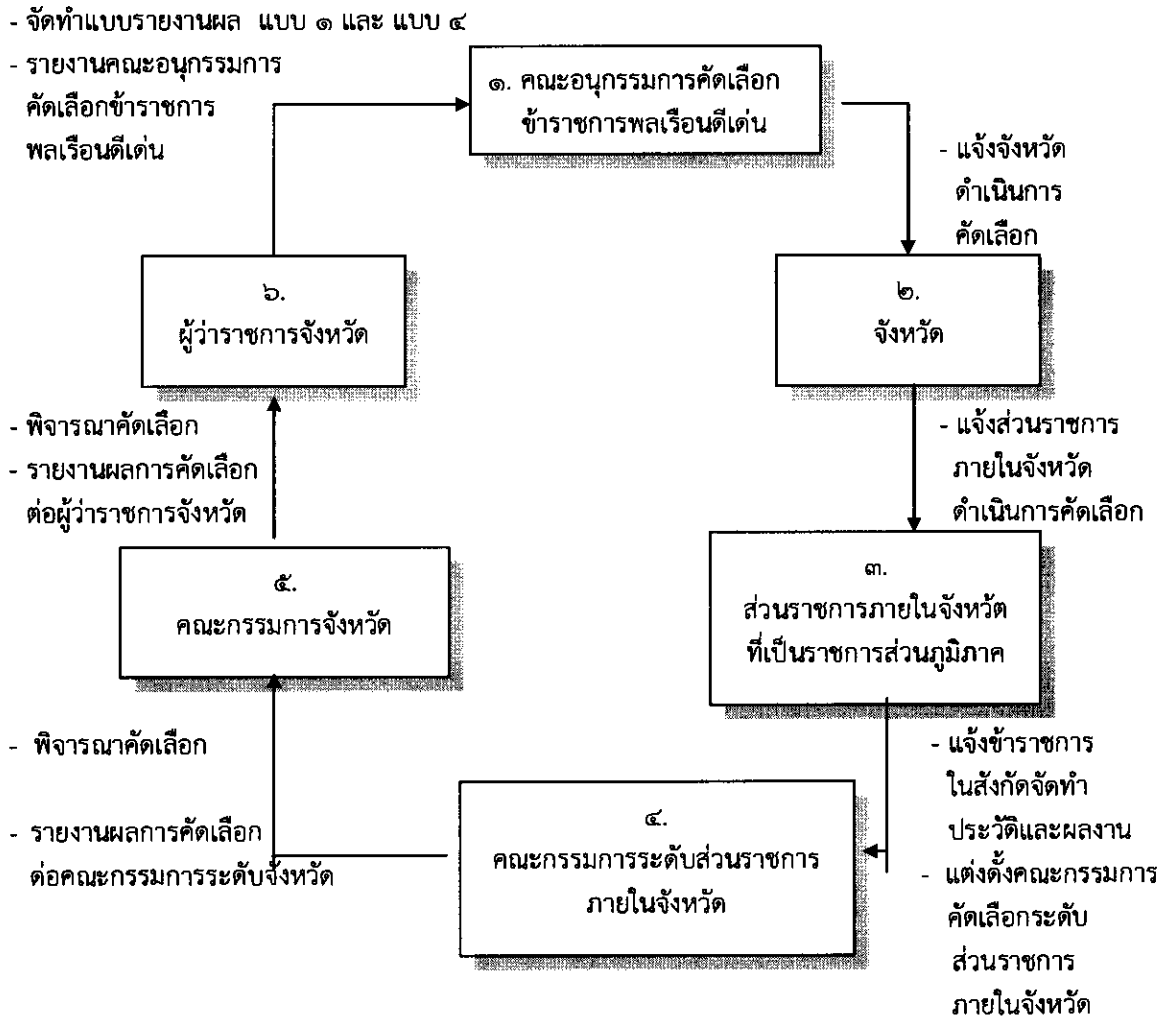 - จัดทำแบบรายงานผล แบบ ๑ และ แบบ ๔
- รายงานคณะอนุกรรมการ
คัดเลือกข้าราชการ
พลเรือนดีเด่น
๑. คณะอนุกรรมการคัดเลือก
ข้าราชการพลเรือนดีเด่น
- แจ้งจังหวัด
ดำเนินการ
คัดเลือก
๒.
จังหวัด
- แจ้งส่วนราชการ
ภายในจังหวัด
ดำเนินการคัดเลือก
๓.
ส่วนราชการภายในจังหวัด
ที่เป็นราชการส่วนภูมิภาค
- แจ้งข้าราชการ
ในสังกัดจัดทำ
ประวัติและผลงาน
- แต่งตั้งคณะกรรมการ
คัดเลือกระดับ
ส่วนราชการ
ภายในจังหวัด
๔.
คณะกรรมการระดับส่วนราชการ
ภายในจังหวัด
- พิจารณาคัดเลือก
- รายงานผลการคัดเลือก
ต่อคณะกรรมการระดับจังหวัด
๕.
คณะกรรมการจังหวัด
- พิจารณาคัดเลือก
- รายงานผลการคัดเลือก
ต่อผู้ว่าราชการจังหวัด
๖.
ผู้ว่าราชการจังหวัด